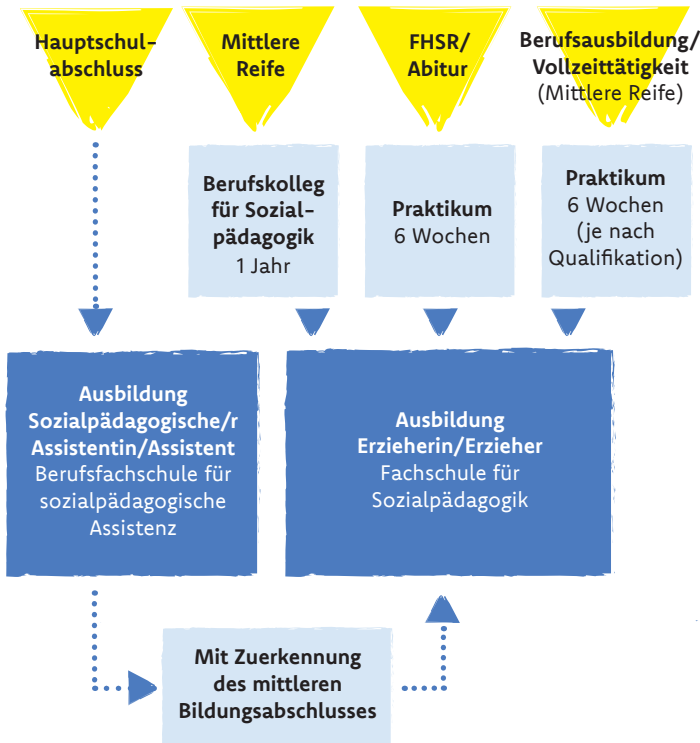 Hauptschul-
abschluss
Mittlere
Reife
FHSR/
Abitur
Berufsausbildung/
Vollzeittätigkeit
(Mittlere Reife)
Berufskolleg
für Sozial-
pädagogik
1 Jahr
Praktikum
6 Wochen
Praktikum
6 Wochen
(je nach
Qualifikation)
Ausbildung
Sozialpädagogische/r
Assistentin/Assistent
Berufsfachschule für
sozialpädagogische
Assistenz
Ausbildung
Erzieherin/Erzieher
Fachschule für
Sozialpädagogik
Mit Zuerkennung
des mittleren
Bildungsabschlusses